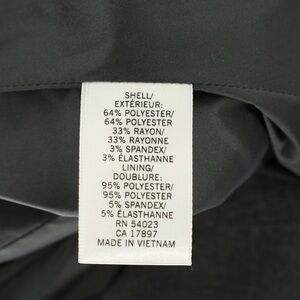 SHELL/
EXTÉRIEUR:
64% POLYESTER/
64% POLYESTER
33% RAYON/
33% RAYONNE
3% SPANDEX/
3% ÉLASTHANNE
LINING/
DOUBLURE:
95% POLYESTER/
95% POLYESTER
5% SPANDEX/
5% ÉLASTHANNE
RN 54023
CA 17897
MADE IN VIETNAM